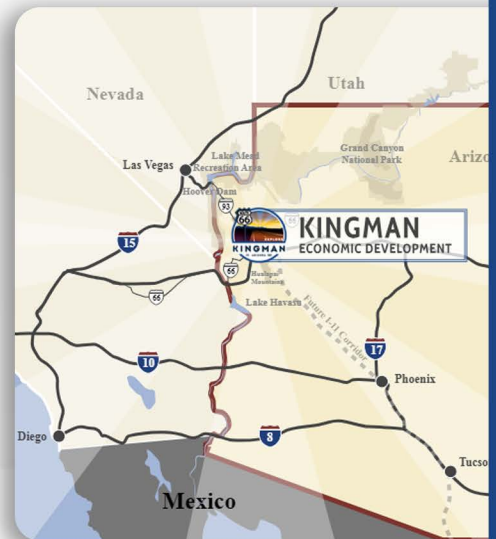 Utah
Nevada
Grand Canyon
National Park
Arizo
Lake Mead
Recreation Area
Las Vegas
Hoover Dam
93
66
KINGMAN
KINGMAN
ECONOMIC DEVELOPMENT
15
66
66
Hualapai
Mountains
Lake Havasu
Future I-11 Corridor
17
10
Phoenix
Diego
8
Tucso
Mexico